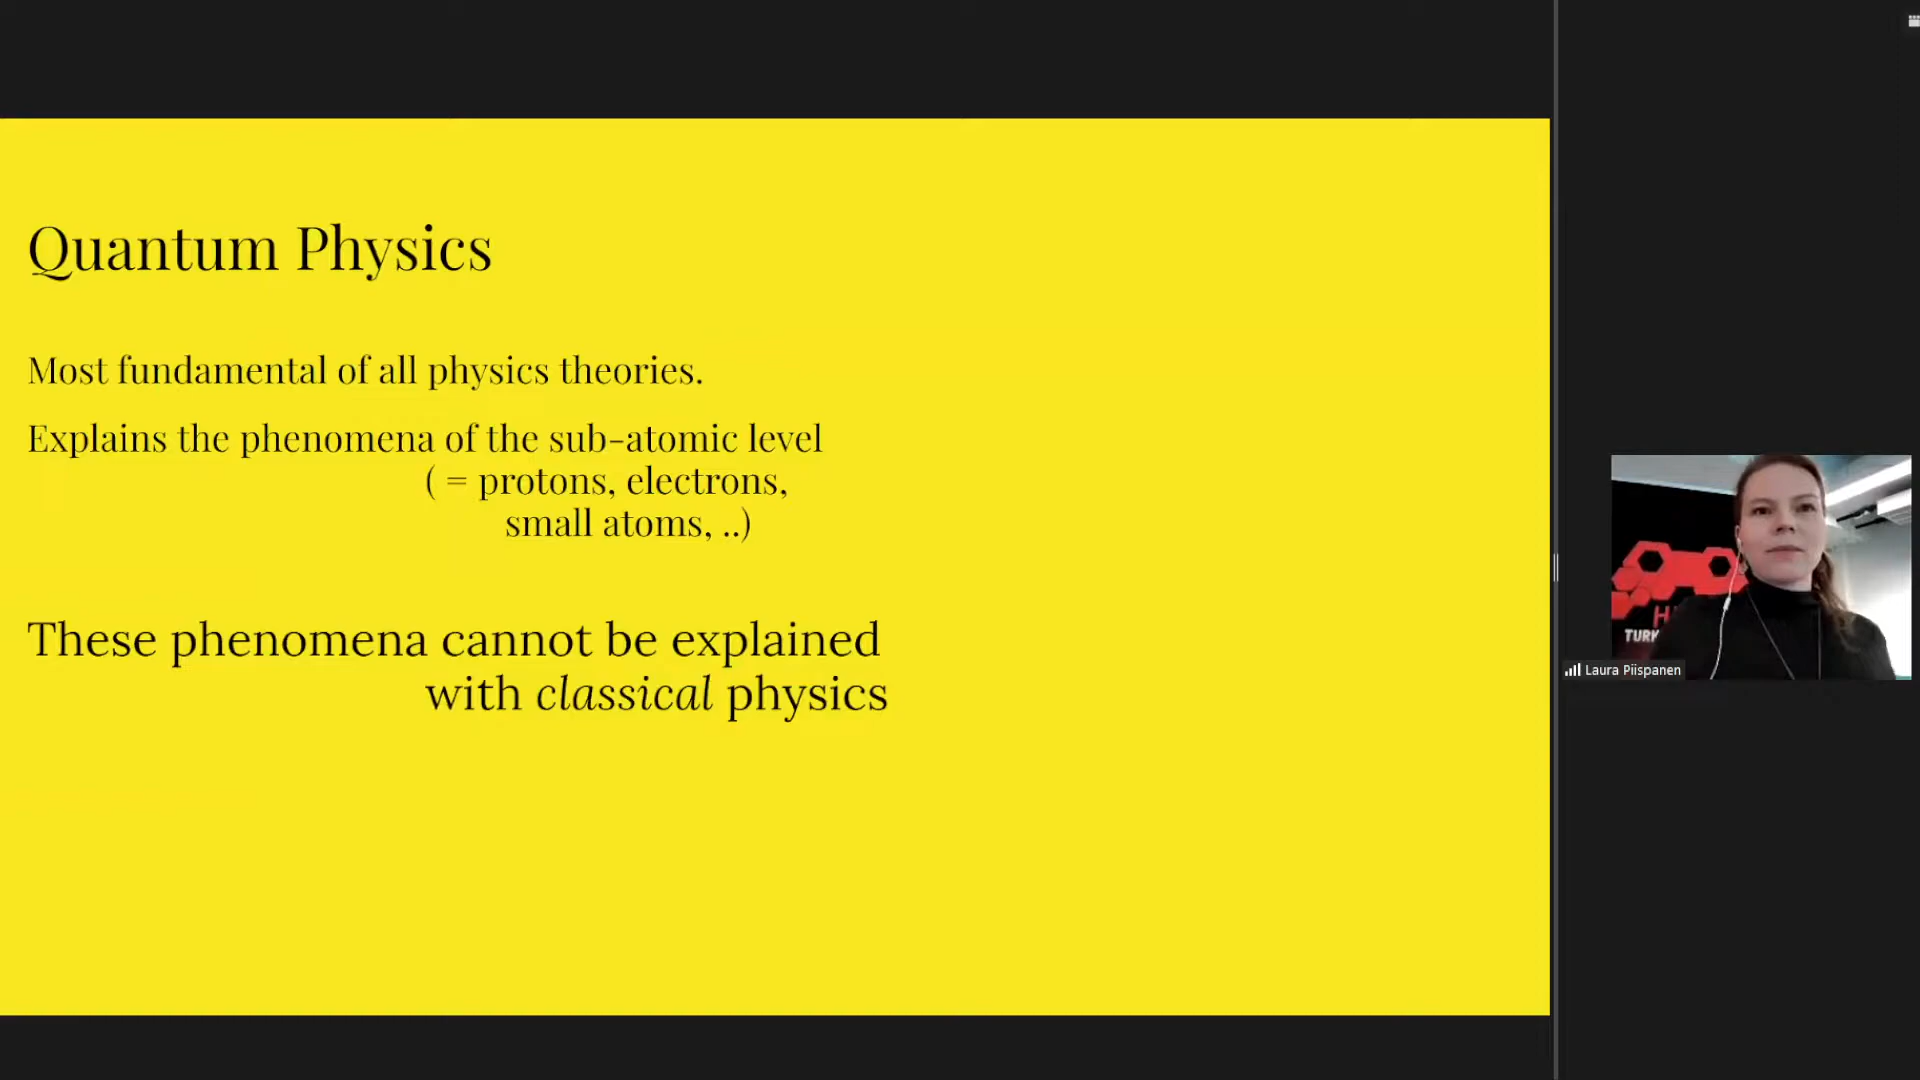 Quantum Physics
Most fundamental of all physics theories.
Explains the phenomena of the sub-atomic level
( = protons, electrons,
small atoms, ..)
These phenomena cannot be explained
with classical physics
TURK
Laura Piispanen